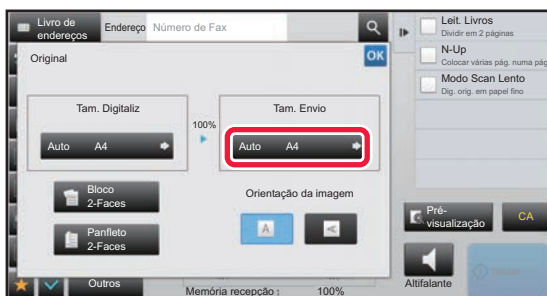 Livro de
endereços
Endereço
Número de Fax
Original
OK
Tam. Digitaliz
100%
Tam. Envio
Auto A4
Auto A4
Bloco
2-Faces
Panfleto
2-Faces
Orientação da imagem
A
A
Outros
Memória recepção :
100%
Leit. Livros
Dividir em 2 páginas
N-Up
Colocar várias pág. numa pág
Modo Scan Lento
Dig. orig. em papel fino
Pré-
visualização
CA
Altifalante